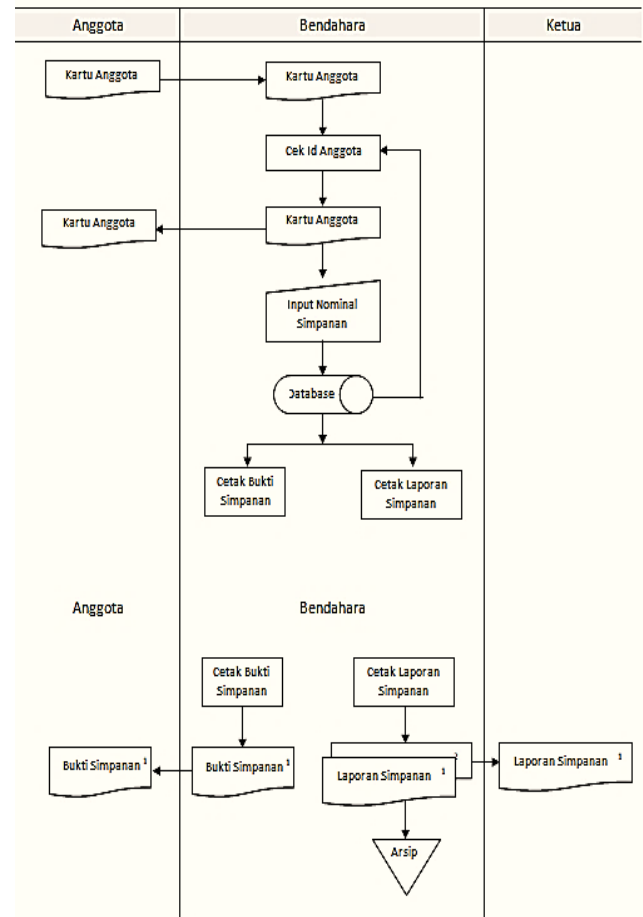 Anggota
Bendahara
Ketua
Kartu Anggota
Kartu Anggota
Cek Id Anggota
Kartu Anggota
Kartu Anggota
Input Nominal
Simpanan
Database
Cetak Bukti
Simpanan
Cetak Laporan
Simpanan
Anggota
Bendahara
Cetak Bukti
Simpanan
Cetak Laporan
Simpanan
Bukti Simpanan 1
Bukti Simpanan 1
2
Laporan Simpanan 1
Laporan Simpanan 1
Arsip